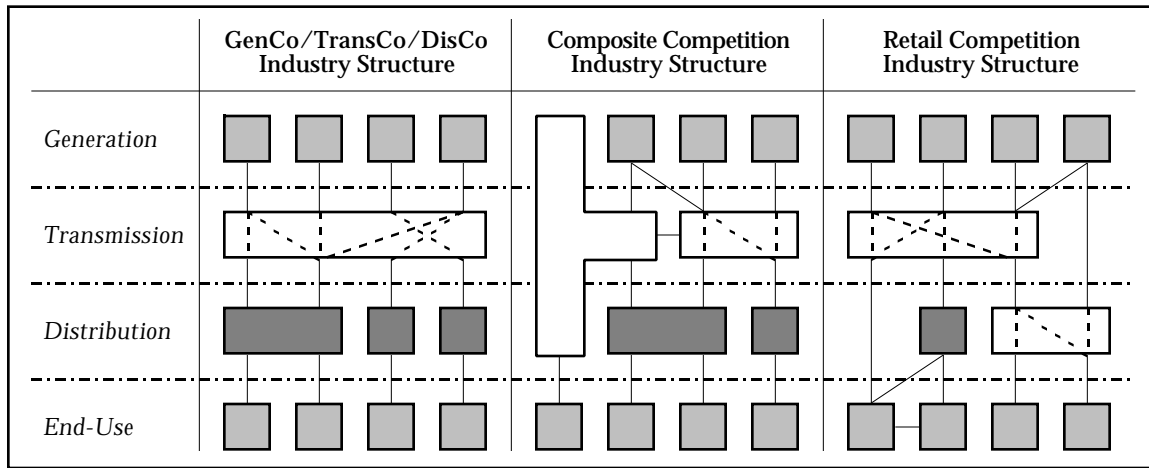 GenCo/TransCo/DisCo
Industry Structure
Composite Competition
Industry Structure
Retail Competition
Industry Structure
Generation
Transmission
Distribution
End-Use